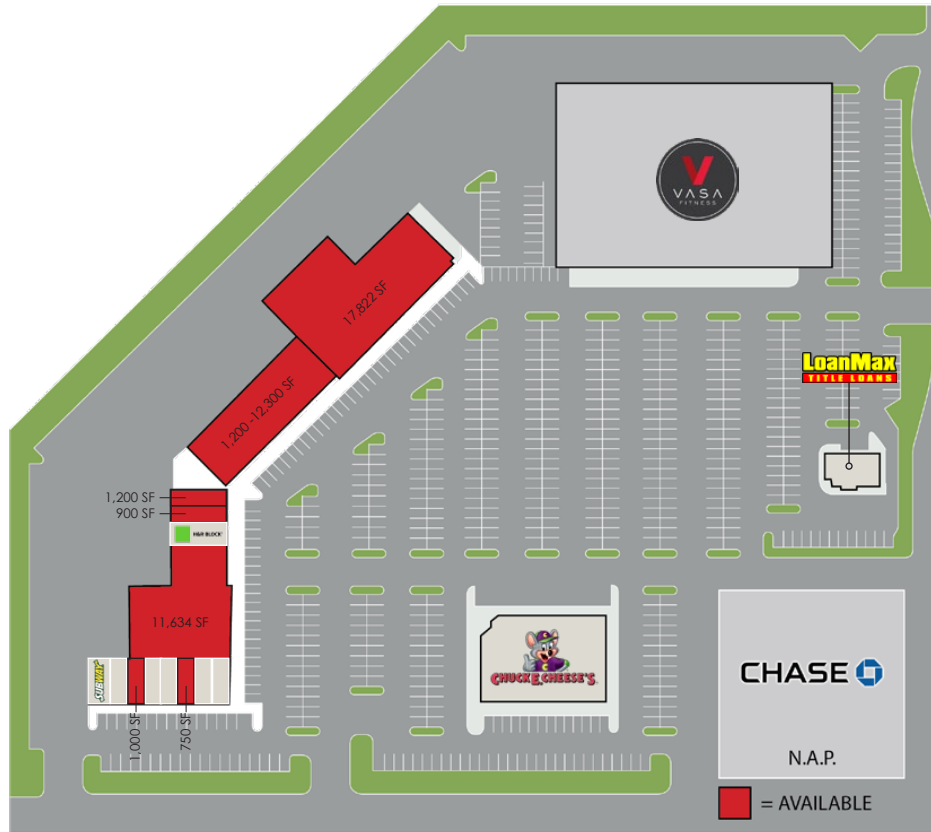 V
VASA
FITNESS
17,822 SF
LoanMax
TITLE LOANS
1,200 -12,300 SF
1,200 SF
900 SF
H&R BLOCK
11,634 SF
SUBWAY
CHUCK E. CHEESE'S
CHASE
1,000 SF
750 SF
N.A.P.
= AVAILABLE